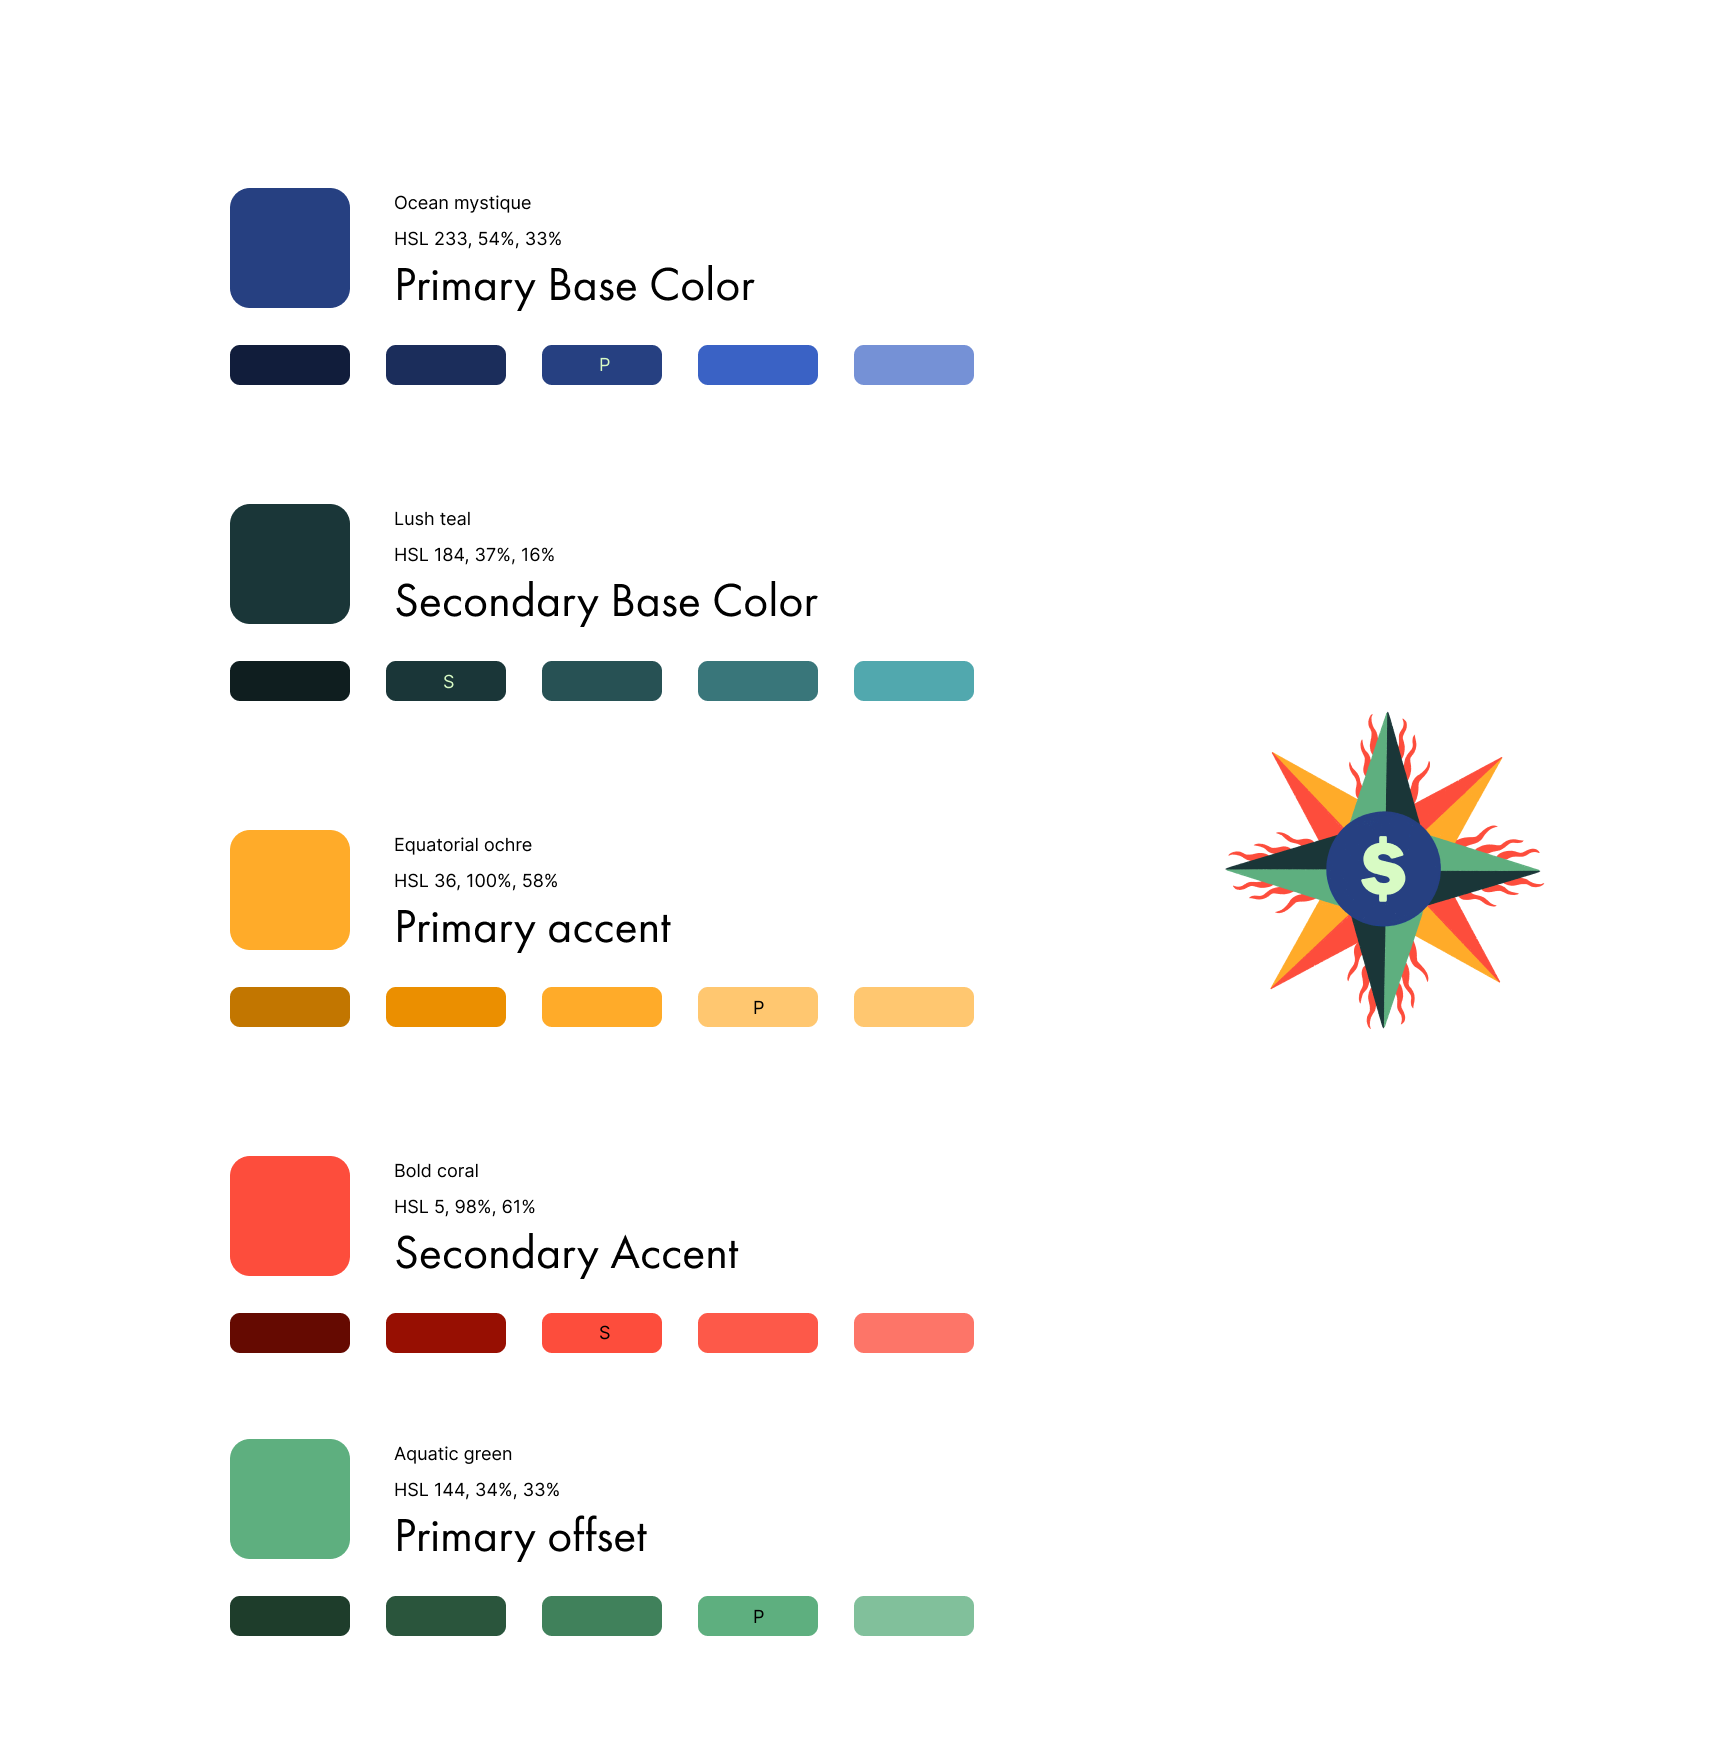 Ocean mystique
HSL 233, 54%, 33%
Primary Base Color
P
Lush teal
HSL 184, 37%, 16%
Secondary Base Color
S
Equatorial ochre
HSL 36, 100%, 58%
Primary accent
P
$
Bold coral
HSL 5, 98%, 61%
Secondary Accent
S
Aquatic green
HSL 144, 34%, 33%
Primary offset
P